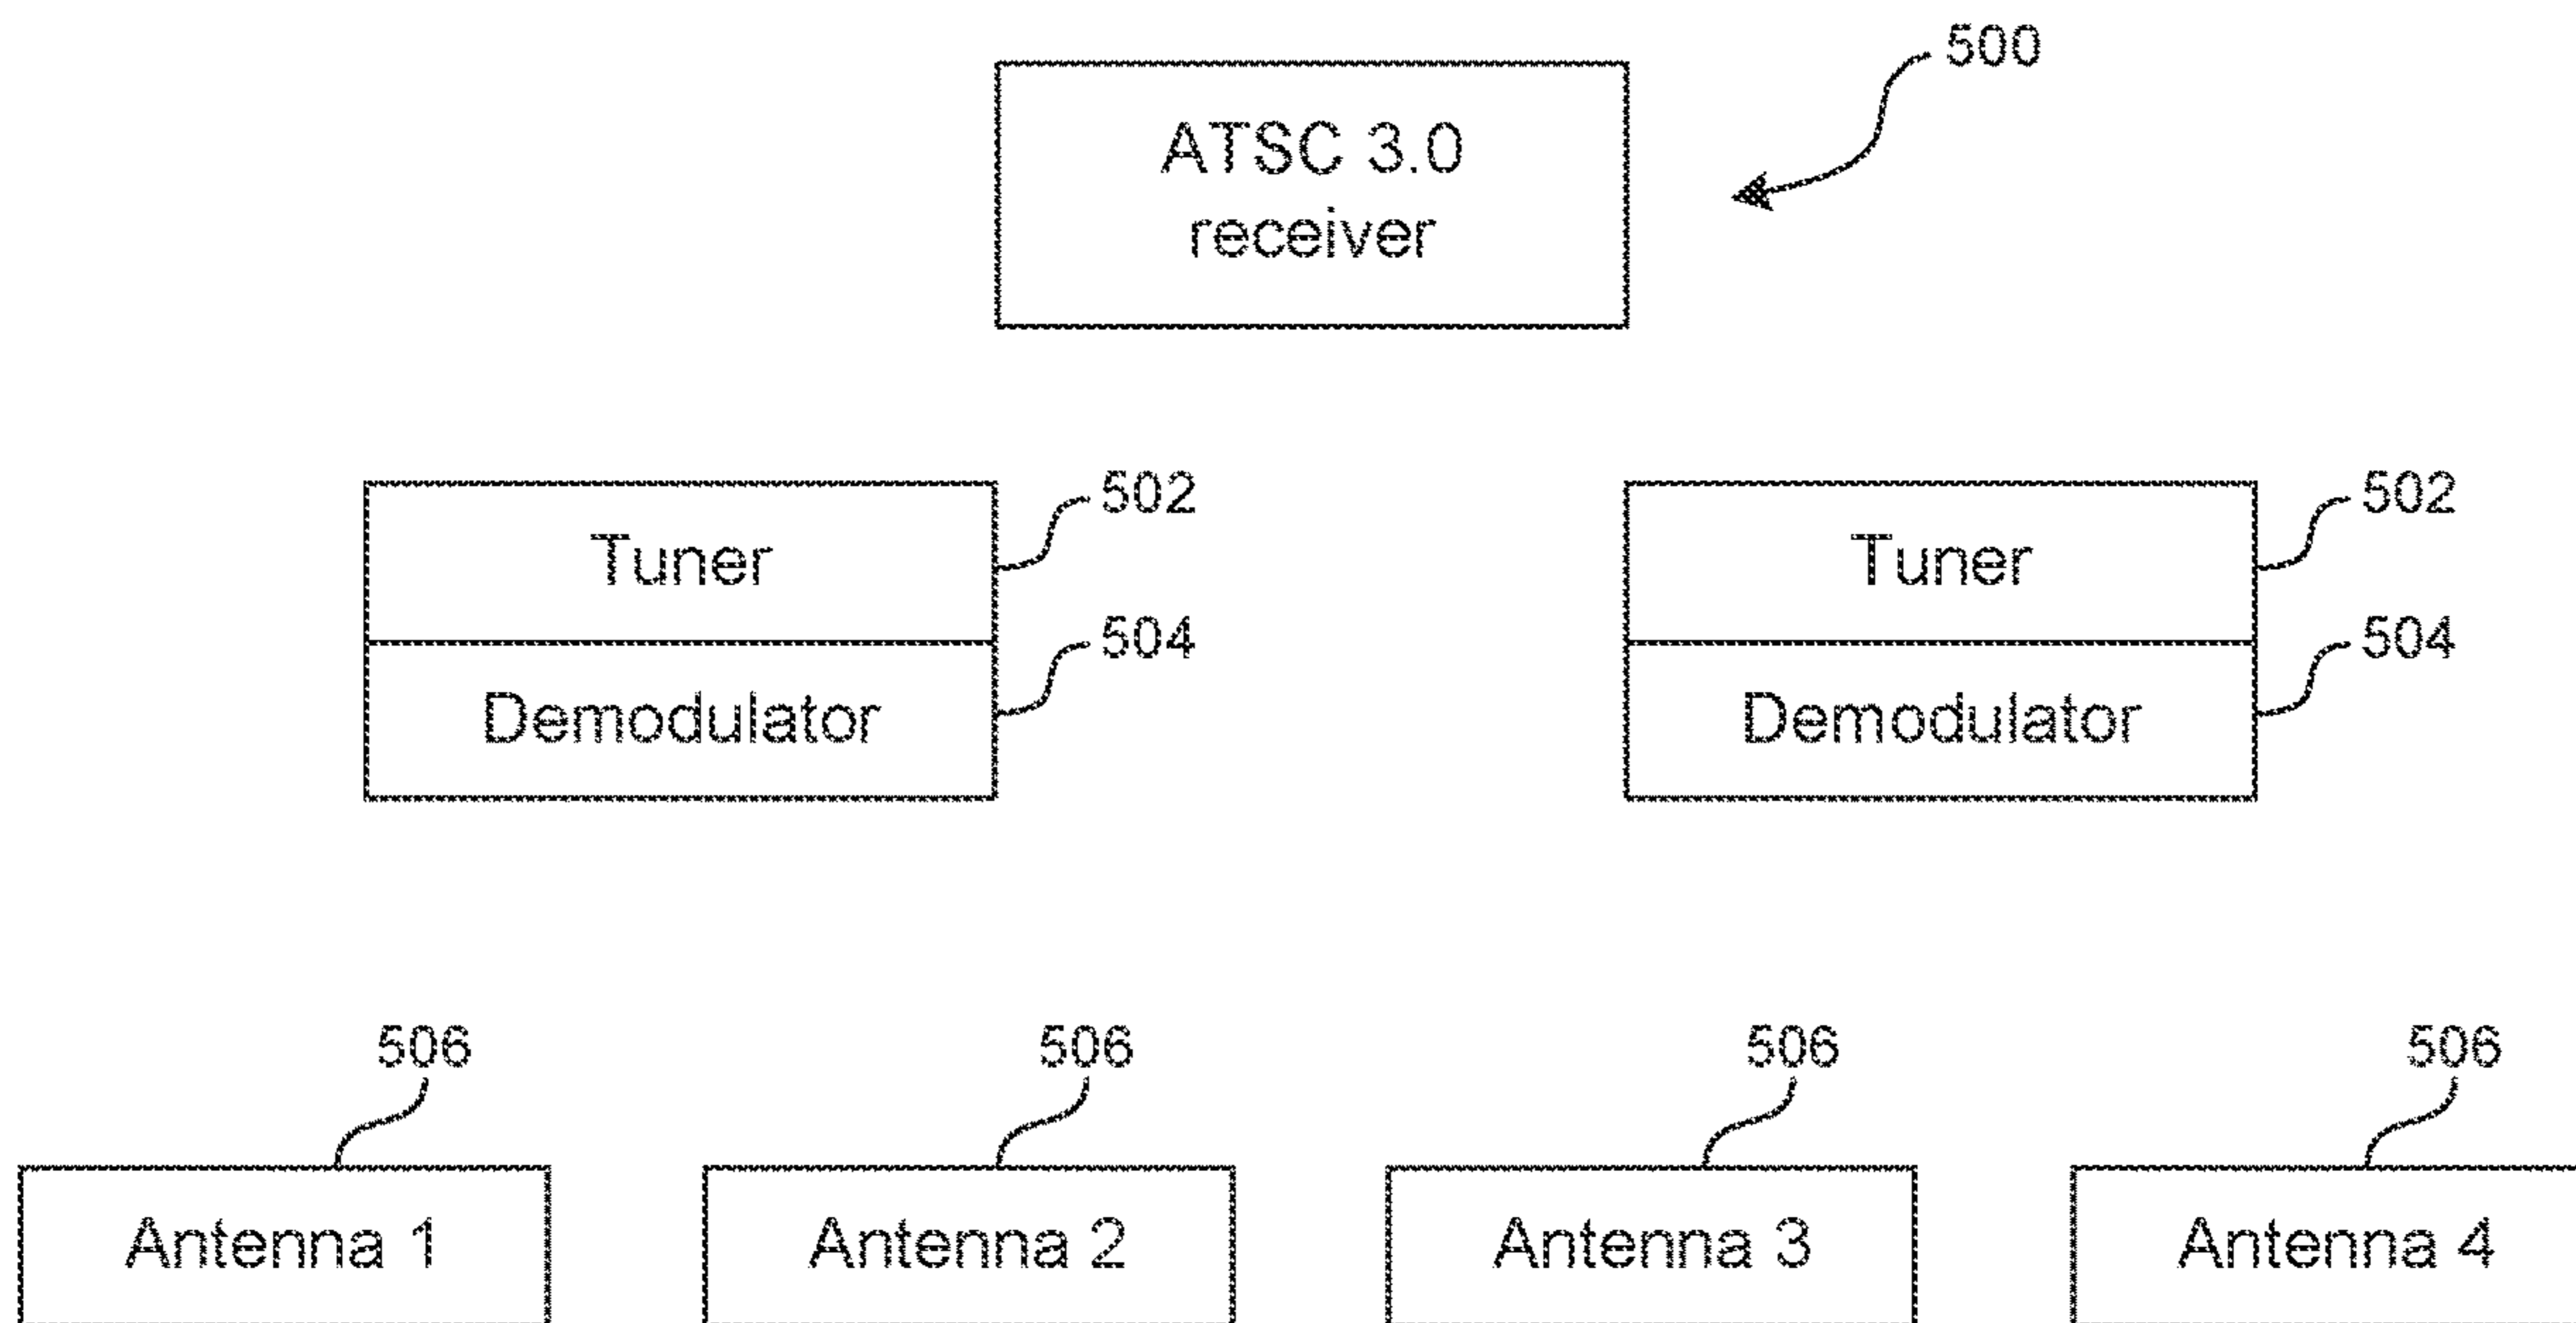 500
ATSC 3.0
receiver
502
502
Tuner
Tuner
504
504
Demodulator
Demodulator
506
506
506
506
Antenna 1
Antenna 2
Antenna 3
Antenna 4